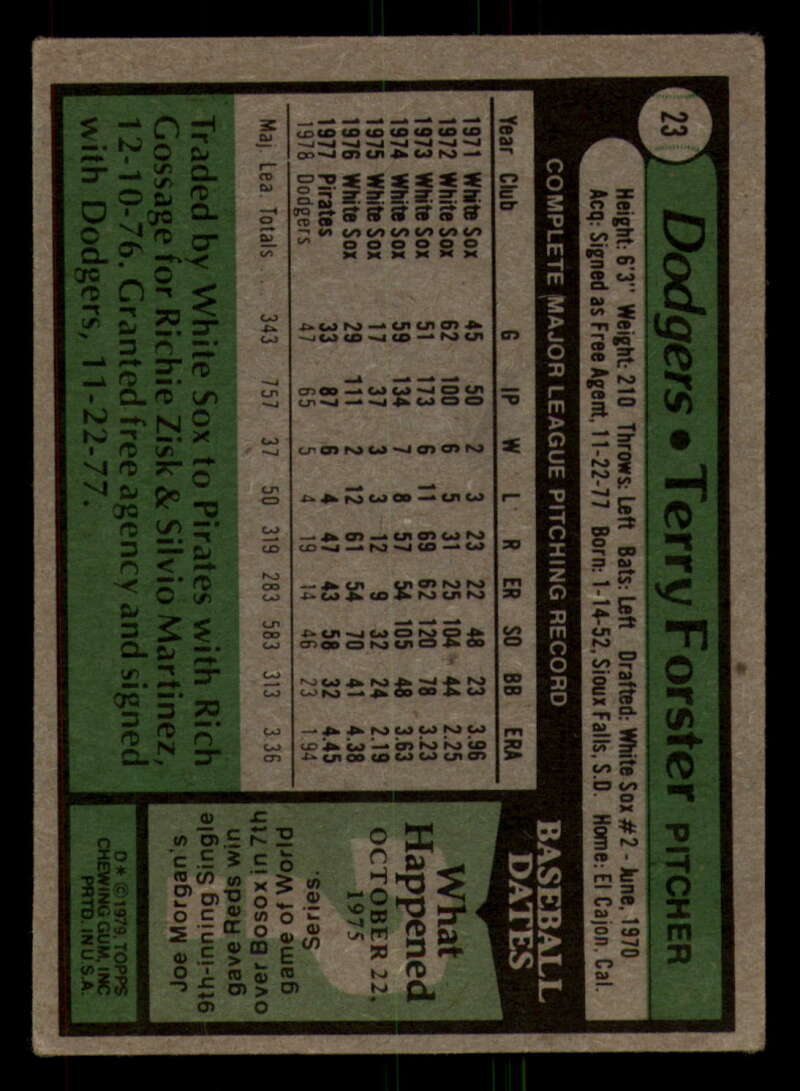 23
Dodgers • Terry Forster PITCHER
Height: 6'3" Weight: 210 Throws: Left Bats: Left Drafted: White Sox #2 - June, 1970
Acq: Signed as Free Agent, 11-22-77 Born: 1-14-52, Sioux Falls, S.D. Home: El Cajon, Cal.
COMPLETE MAJOR LEAGUE PITCHING RECORD
Year Club G IP W L R ER SO BB ERA
1971 White Sox 45 50 2 3 23 22 48 23 3.96
1972 White Sox 62 100 6 5 31 25 104 44 2.25
1973 White Sox 51 173 6 11 69 62 120 78 3.23
1974 White Sox 59 134 7 8 57 54 105 48 3.63
1975 White Sox 17 37 3 3 12 9 32 24 2.19
1976 White Sox 29 111 2 12 61 54 70 41 4.38
1977 Pirates 33 87 6 4 47 43 58 32 4.45
1978 Dodgers 47 65 5 4 19 14 46 23 1.94
Maj. Lea. Totals . . 343 757 37 50 319 283 583 313 3.36
Traded by White Sox to Pirates with Rich
Gossage for Richie Zisk & Silvio Martinez,
12-10-76. Granted free agency and signed
with Dodgers, 11-22-77.
BASEBALL
DATES
What
Happened
OCTOBER 22,
1975
Joe Morgan's
9th-inning Single
gave Reds win
over Bosox in 7th
game of World
Series.
D* © 1979, TOPPS
CHEWING GUM, INC
PRTD. IN U.S.A.